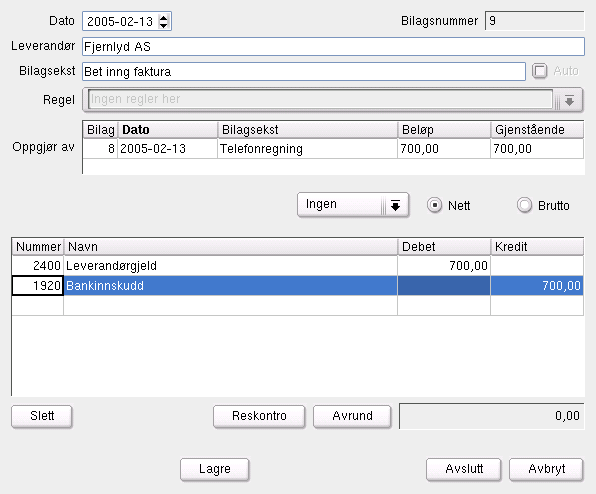 Dato 2005-02-13 Bilagsnummer 9
Leverandør Fjernlyd AS
Bilagsekst Bet inng faktura Auto
Regel Ingen regler her
Bilag Dato Bilagsekst Beløp Gjenstående
Oppgjør av 8 2005-02-13 Telefonregning 700,00 700,00
Ingen Nett Brutto
Nummer Navn Debet Kredit
2400 Leverandørgjeld 700,00
1920 Bankinnskudd 700,00
Slett Reskontro Avrund 0,00
Lagre Avslutt Avbryt